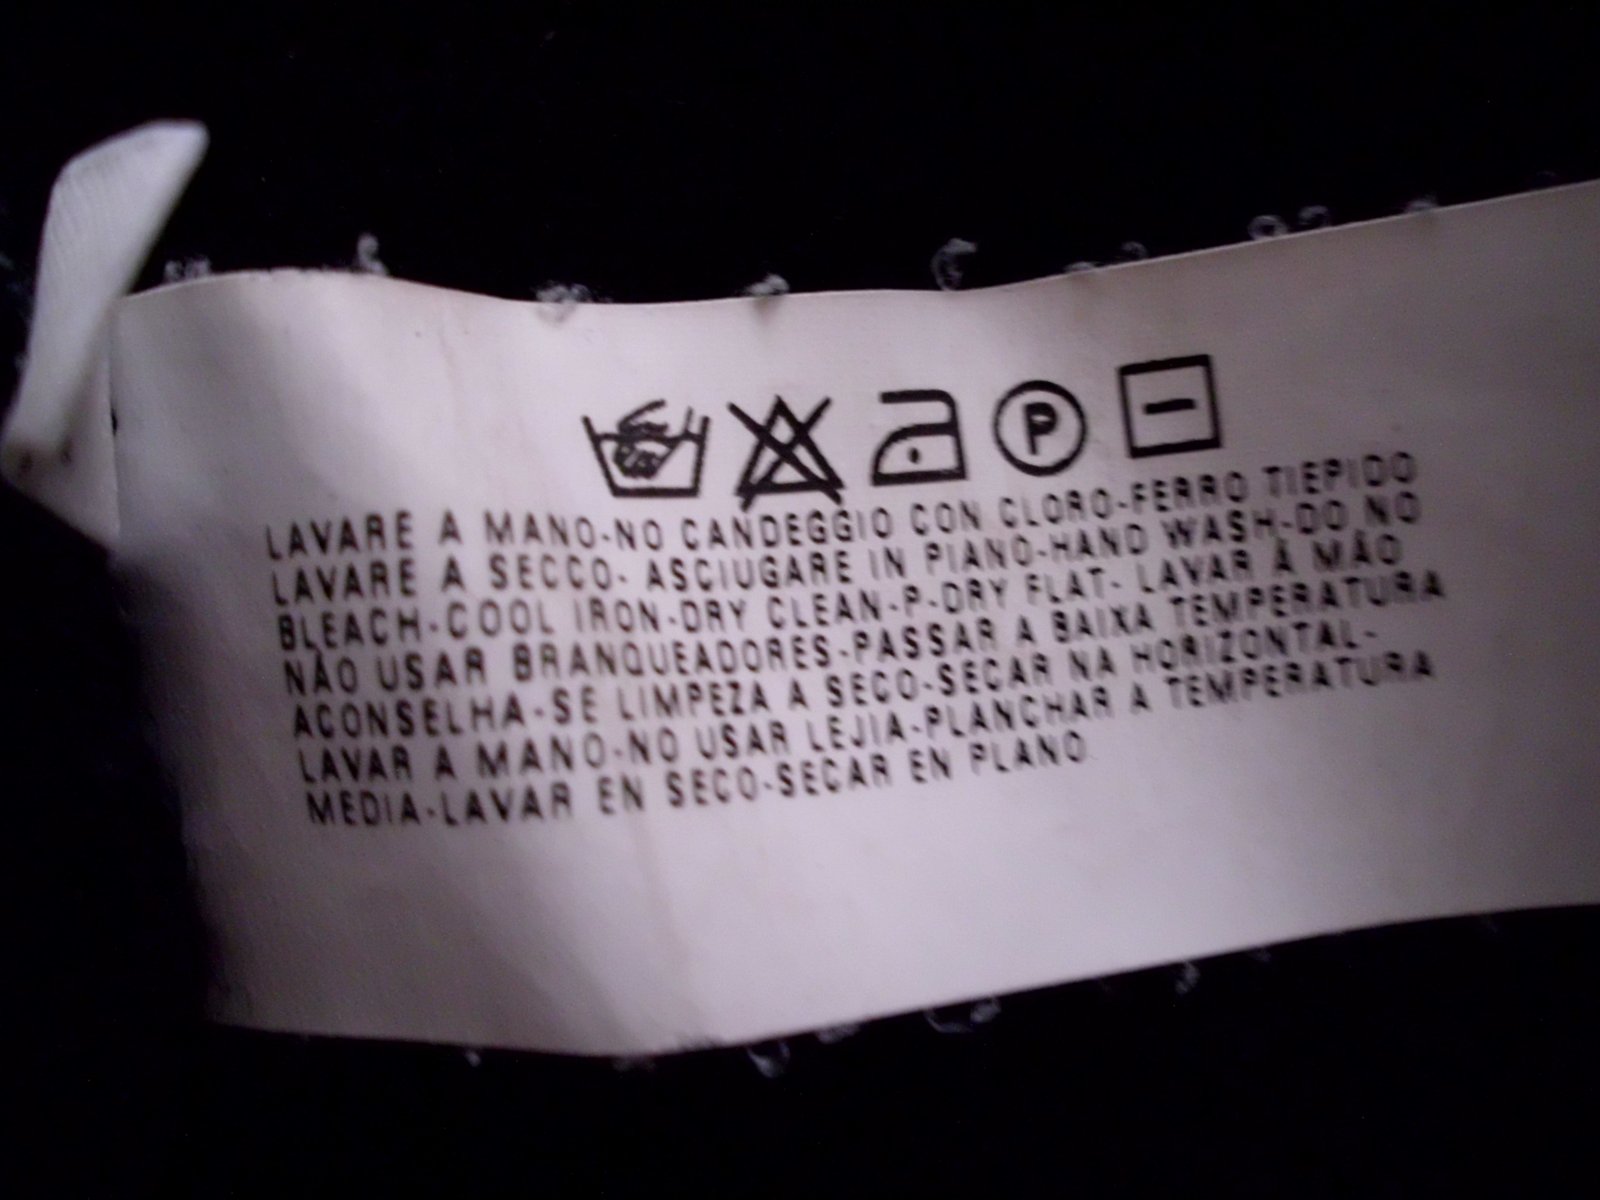 P
LAVARE A MANO-NO CANDEGGIO CON CLORO-FERRO TIEPIDO
LAVARE A SECCO- ASCIUGARE IN PIANO-HAND WASH-DO NO
BLEACH-COOL IRON-DRY CLEAN-P-DRY FLAT- LAVAR À MÃO
NÃO USAR BRANQUEADORES-PASSAR A BAIXA TEMPERATURA
ACONSELHA-SE LIMPEZA A SECO-SECAR NA HORIZONTAL-
LAVAR A MANO-NO USAR LEJIA-PLANCHAR A TEMPERATURA
MEDIA-LAVAR EN SECO-SECAR EN PLANO